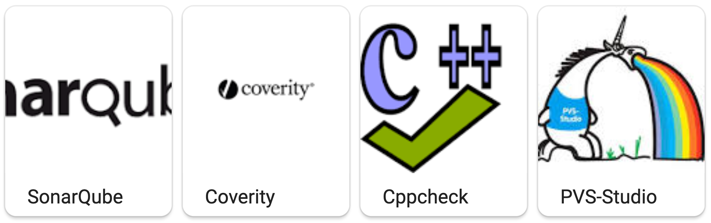 narqub
coverity®
C++
PVS-
Studio
SonarQube
Coverity
Cppcheck
PVS-Studio